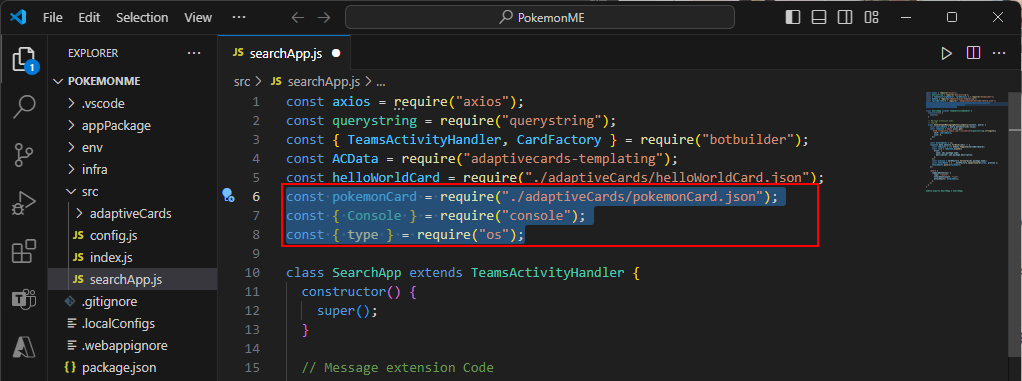 File Edit Selection View ··· PokemonME
EXPLORER ···
POKEMONME
.vscode
appPackage
env
infra
src
adaptiveCards
JS config.js
JS index.js
JS searchApp.js
.gitignore
.localConfigs
.webappignore
{ } package.json
1
JS searchApp.js
src > JS searchApp.js > ...
1 const axios = require("axios");
2 const querystring = require("querystring");
3 const { TeamsActivityHandler, CardFactory } = require("botbuilder");
4 const ACData = require("adaptivecards-templating");
5 const helloWorldCard = require("./adaptiveCards/helloWorldCard.json");
6 const pokemonCard = require("./adaptiveCards/pokemonCard.json");
7 const { Console } = require("console");
8 const { type } = require("os");
9
10 class SearchApp extends TeamsActivityHandler {
11 constructor() {
12 super();
13 }
14
15 // Message extension Code